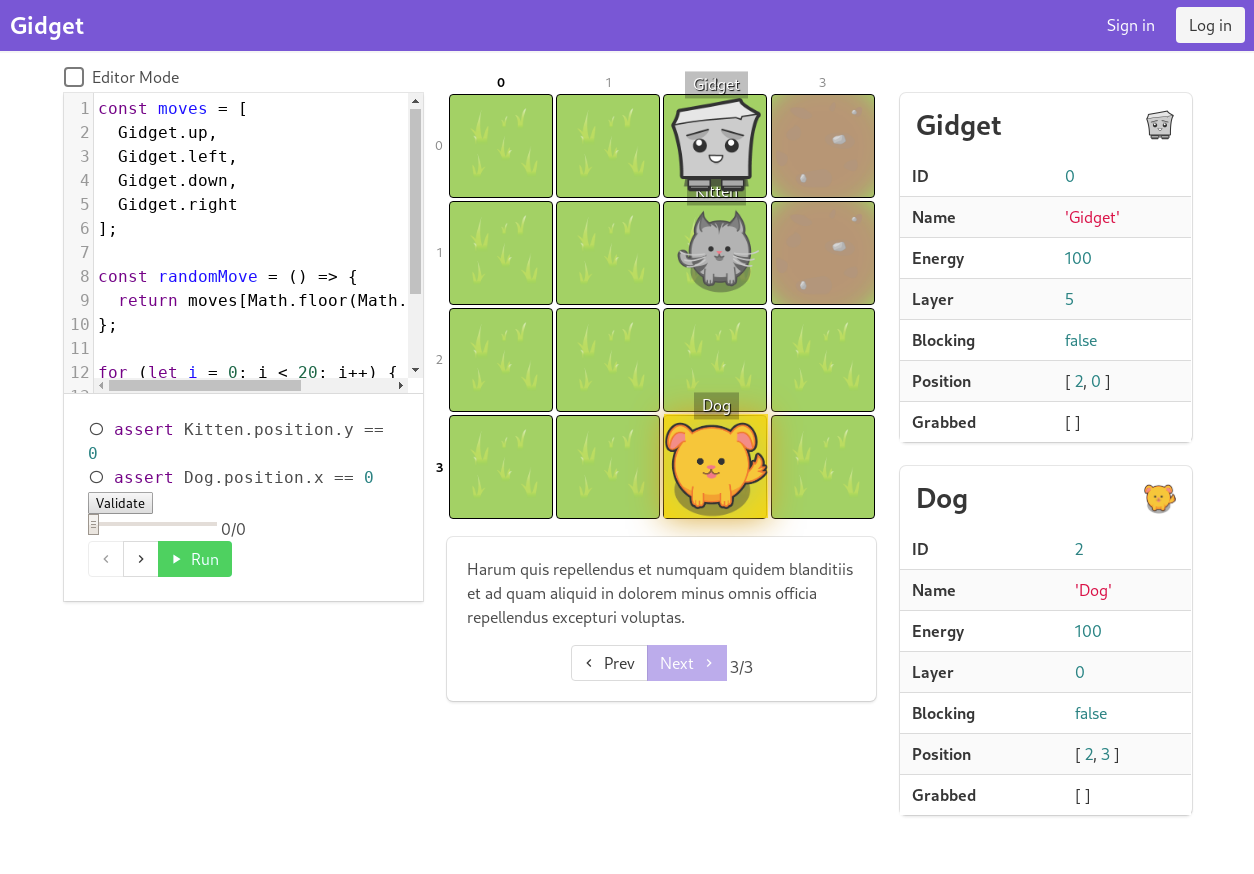 Gidget
Sign in
Log in
Editor Mode
1 const moves = [
2 Gidget.up,
3 Gidget.left,
4 Gidget.down,
5 Gidget.right
6 ];
7
8 const randomMove = () => {
9 return moves[Math.floor(Math.
10 };
11
12 for (let i = 0; i < 20; i++) {
assert Kitten.position.y ==
0
assert Dog.position.x == 0
Validate
0/0
Run
0 1 3
Gidget
0
Kitten
1
2
Dog
3
Harum quis repellendus et numquam quidem blanditiis
et ad quam aliquid in dolorem minus omnis officia
repellendus excepturi voluptas.
Prev
Next
3/3
Gidget
ID 0
Name 'Gidget'
Energy 100
Layer 5
Blocking false
Position [ 2, 0 ]
Grabbed [ ]
Dog
ID 2
Name 'Dog'
Energy 100
Layer 0
Blocking false
Position [ 2, 3 ]
Grabbed [ ]